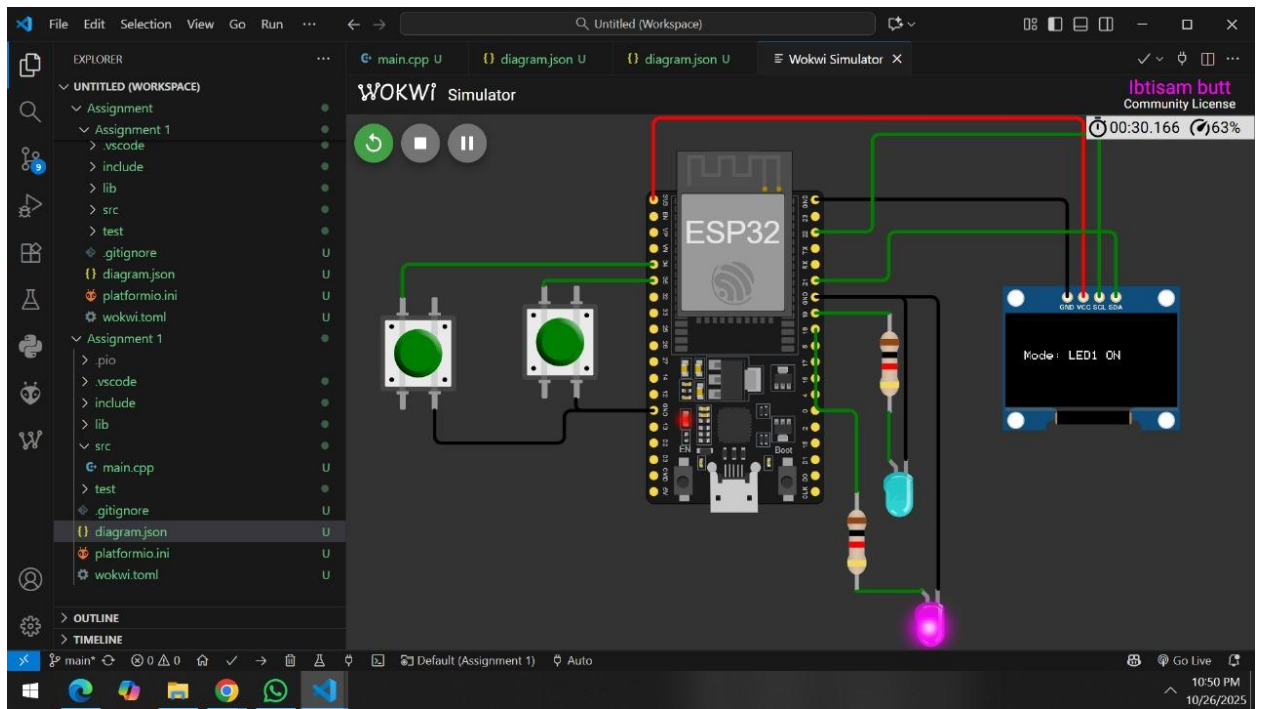 File Edit Selection View Go Run ··· Untitled (Workspace)
EXPLORER ···
main.cpp U diagram.json U diagram.json U Wokwi Simulator
UNTITLED (WORKSPACE)
Assignment
Assignment 1
.vscode
include
lib
src
test
.gitignore U
diagram.json U
platformio.ini U
wokwi.toml U
Assignment 1
.pio
.vscode
include
lib
src
main.cpp U
test
.gitignore U
diagram.json U
platformio.ini U
wokwi.toml U
OUTLINE
TIMELINE
9
WOKWI Simulator
Ibtisam butt
Community License
00:30.166 63%
ESP32
EN Boot
GND VCC SCL SDA
Mode: LED1 ON
main* 0 0 Default (Assignment 1) Auto Go Live
10:50 PM
10/26/2025